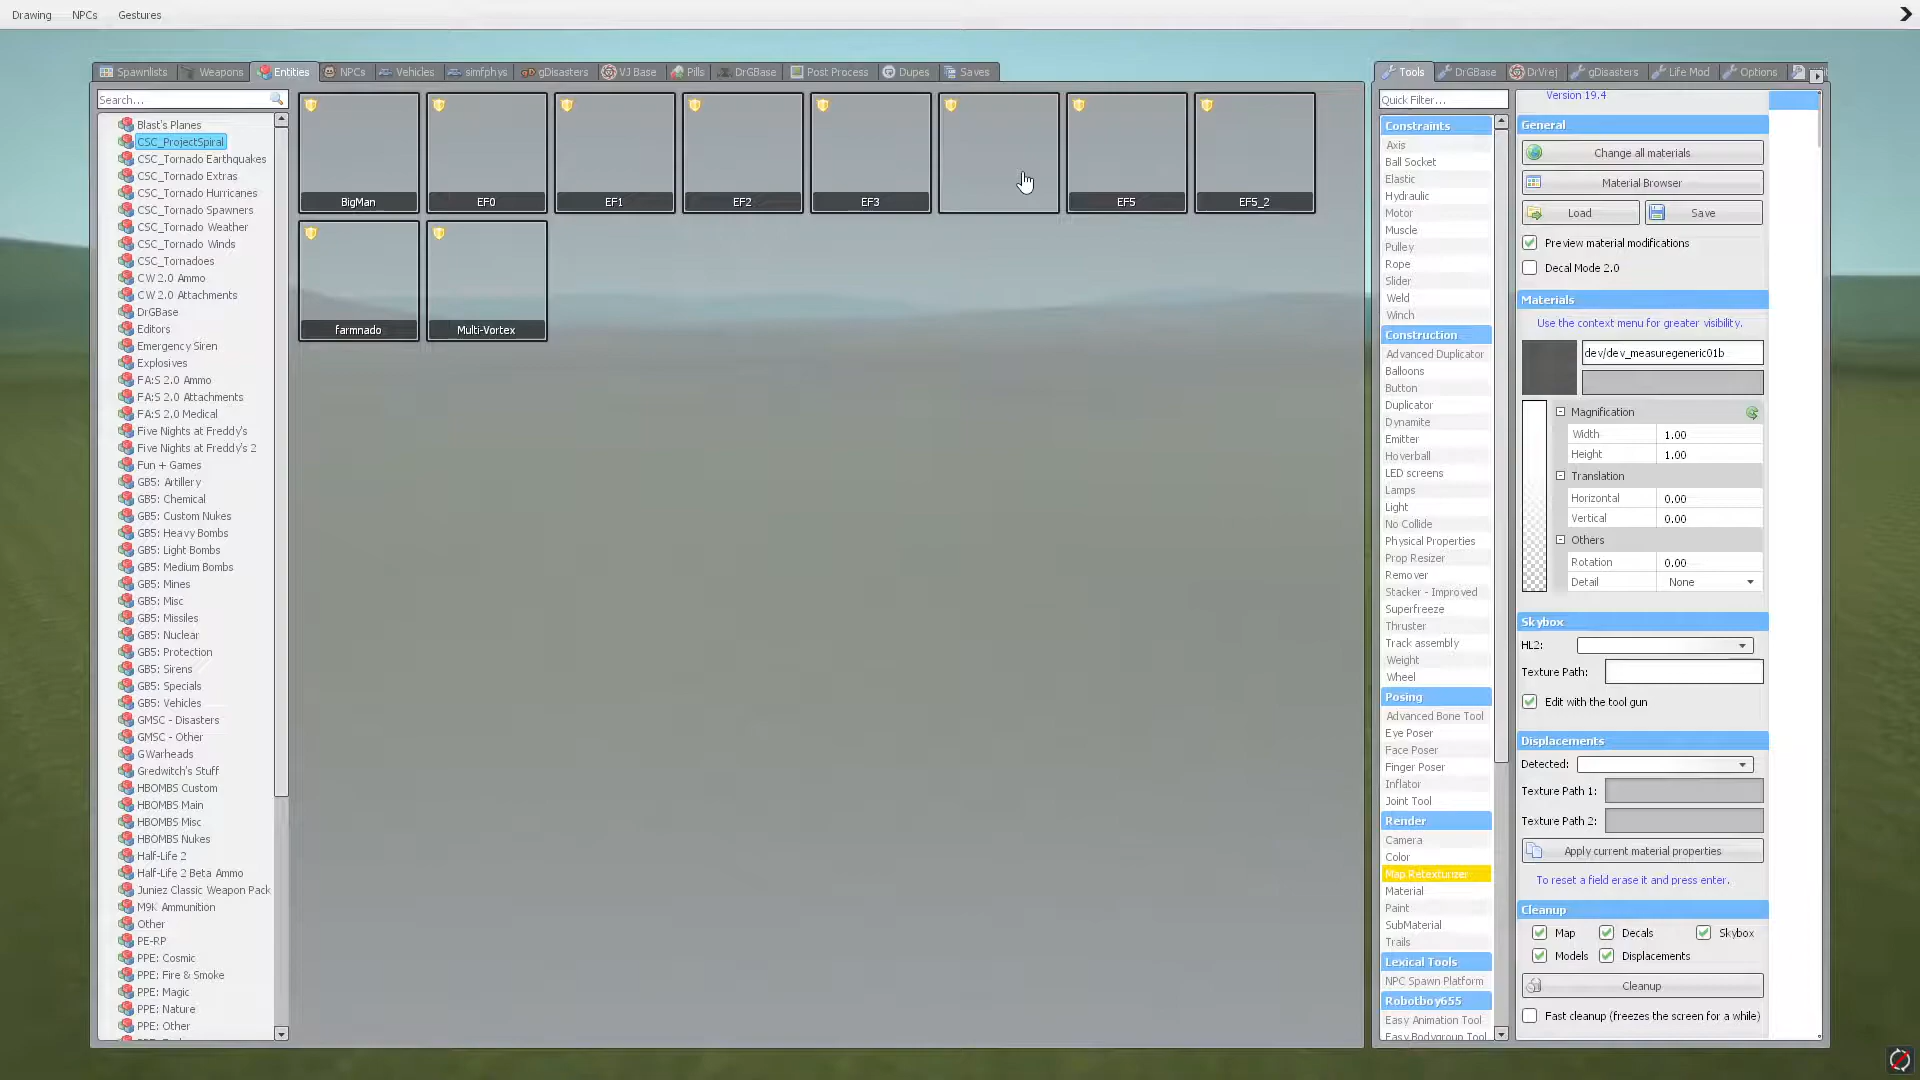 Drawing NPCs Gestures
Spawnlists Weapons Entities NPCs Vehicles simfphys gDisasters VJ Base Pills DrGBase Post Process Dupes Saves
Search...
Blast's Planes
CSC_ProjectSpiral
CSC_Tornado Earthquakes
CSC_Tornado Extras
CSC_Tornado Hurricanes
CSC_Tornado Spawners
CSC_Tornado Weather
CSC_Tornado Winds
CSC_Tornadoes
CW 2.0 Ammo
CW 2.0 Attachments
DrGBase
Editors
Emergency Siren
Explosives
FA:S 2.0 Ammo
FA:S 2.0 Attachments
FA:S 2.0 Medical
Five Nights at Freddy's
Five Nights at Freddy's 2
Fun + Games
GB5: Artillery
GB5: Chemical
GB5: Custom Nukes
GB5: Heavy Bombs
GB5: Light Bombs
GB5: Medium Bombs
GB5: Mines
GB5: Misc
GB5: Missiles
GB5: Nuclear
GB5: Protection
GB5: Sirens
GB5: Specials
GB5: Vehicles
GMSC - Disasters
GMSC - Other
GWarheads
Gredwitch's Stuff
HBOMBS Custom
HBOMBS Main
HBOMBS Misc
HBOMBS Nukes
Half-Life 2
Half-Life 2 Beta Ammo
Juniez Classic Weapon Pack
M9K Ammunition
Other
PE-RP
PPE: Cosmic
PPE: Fire & Smoke
PPE: Magic
PPE: Nature
PPE: Other
BigMan EF0 EF1 EF2 EF3 EF5 EF5_2
farmnado Multi-Vortex
Tools DrGBase DrVrej gDisasters Life Mod Options
Quick Filter...
Constraints
Axis
Ball Socket
Elastic
Hydraulic
Motor
Muscle
Pulley
Rope
Slider
Weld
Winch
Construction
Advanced Duplicator
Balloons
Button
Duplicator
Dynamite
Emitter
Hoverball
LED screens
Lamps
Light
No Collide
Physical Properties
Prop Resizer
Remover
Stacker - Improved
Superfreeze
Thruster
Track assembly
Weight
Wheel
Posing
Advanced Bone Tool
Eye Poser
Face Poser
Finger Poser
Inflator
Joint Tool
Render
Camera
Color
Map Retexturizer
Material
Paint
SubMaterial
Trails
Lexical Tools
NPC Spawn Platform
Robotboy655
Easy Animation Tool
Easy Bodygroup Tool
Version 19.4
General
Change all materials
Material Browser
Load Save
Preview material modifications
Decal Mode 2.0
Materials
Use the context menu for greater visibility.
dev/dev_measuregeneric01b
Magnification
Width 1.00
Height 1.00
Translation
Horizontal 0.00
Vertical 0.00
Others
Rotation 0.00
Detail None
Skybox
HL2:
Texture Path:
Edit with the tool gun
Displacements
Detected:
Texture Path 1:
Texture Path 2:
Apply current material properties
To reset a field erase it and press enter.
Cleanup
Map Decals Skybox
Models Displacements
Cleanup
Fast cleanup (freezes the screen for a while)